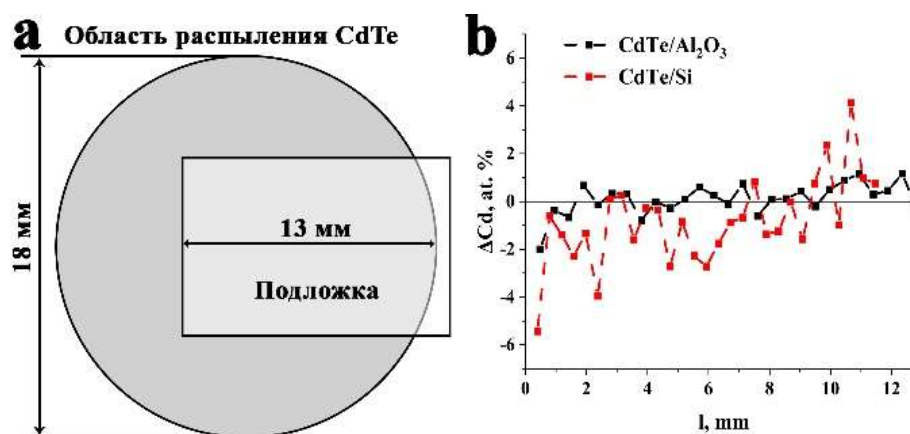 a Область распыления CdTe
18 мм
13 мм
Подложка
b
CdTe/Al₂O₃
CdTe/Si
ΔCd, at. %
6
4
2
0
-2
-4
-6
0 2 4 6 8 10 12
l, mm